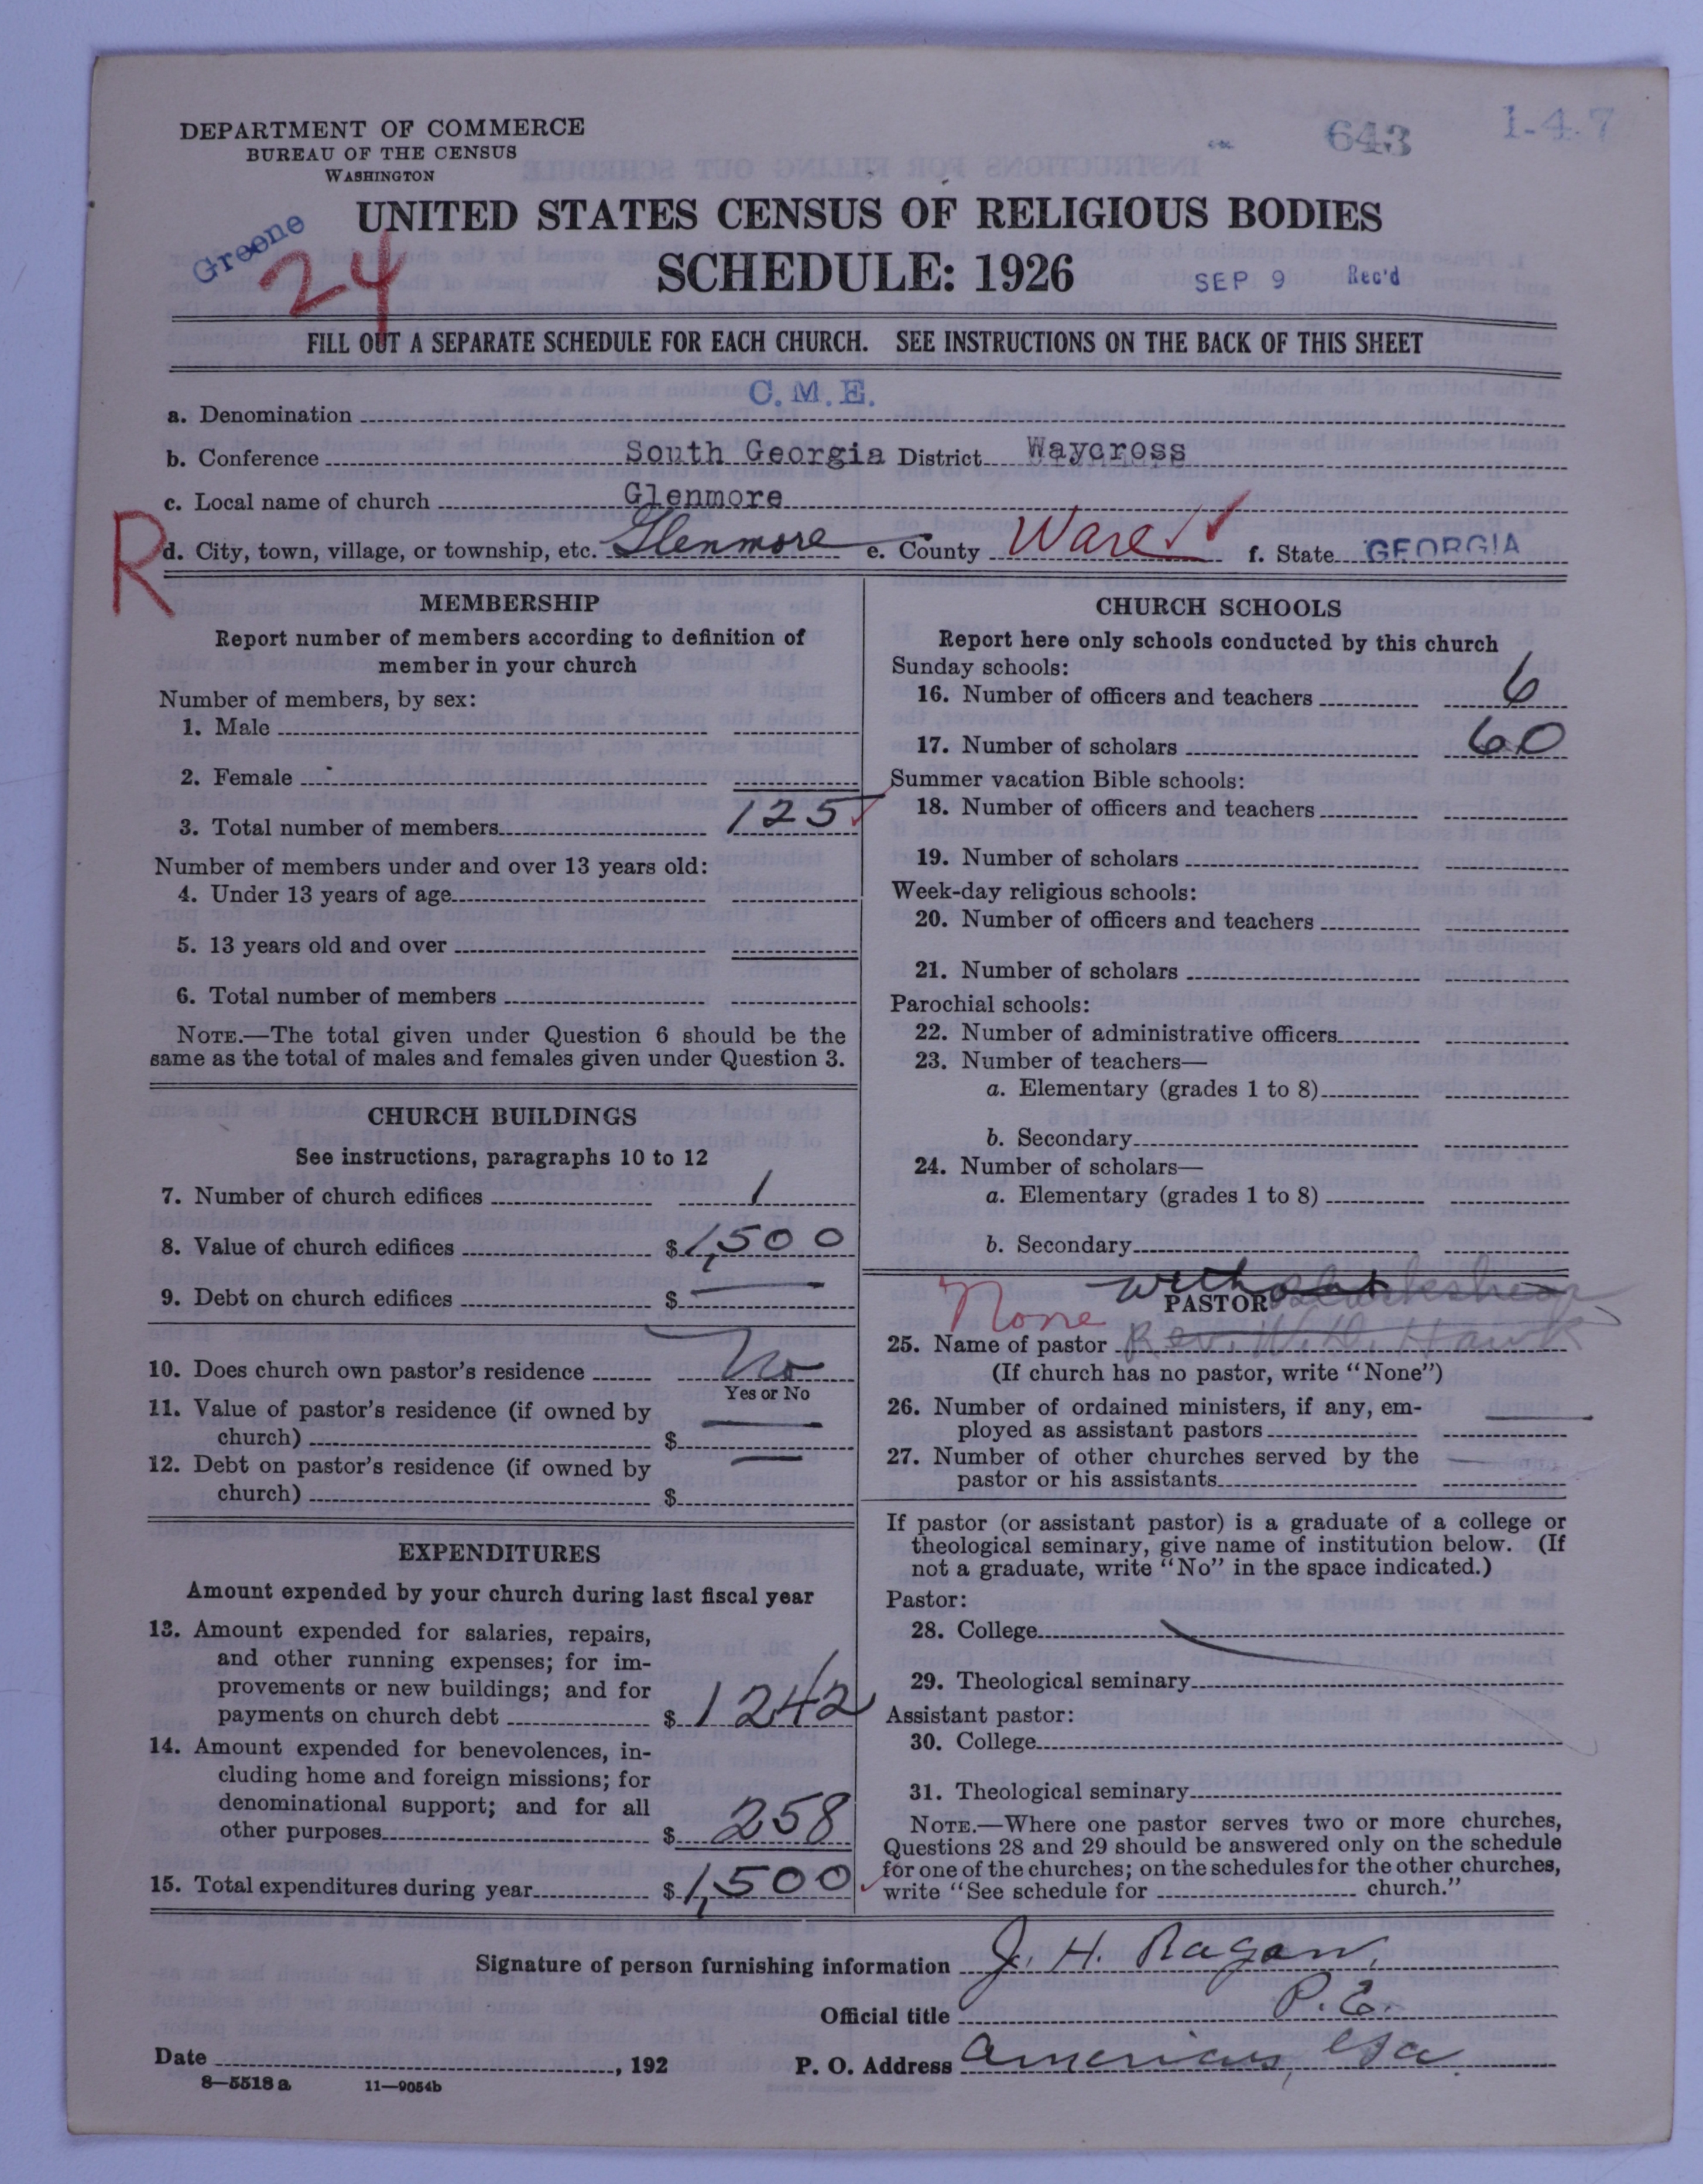 643
1-4-7
DEPARTMENT OF COMMERCE
BUREAU OF THE CENSUS
WASHINGTON
UNITED STATES CENSUS OF RELIGIOUS BODIES
Greene
24
SCHEDULE: 1926
SEP 9 Rec'd
FILL OUT A SEPARATE SCHEDULE FOR EACH CHURCH. SEE INSTRUCTIONS ON THE BACK OF THIS SHEET
a. Denomination C.M.E.
b. Conference South Georgia District Waycross
c. Local name of church Glenmore
R
d. City, town, village, or township, etc. Glenmore e. County Ware f. State GEORGIA
MEMBERSHIP
Report number of members according to definition of
member in your church
Number of members, by sex:
1. Male
2. Female
3. Total number of members 125
Number of members under and over 13 years old:
4. Under 13 years of age
5. 13 years old and over
6. Total number of members
NOTE.—The total given under Question 6 should be the
same as the total of males and females given under Question 3.
CHURCH BUILDINGS
See instructions, paragraphs 10 to 12
7. Number of church edifices 1
8. Value of church edifices $ 1,500
9. Debt on church edifices $ —
10. Does church own pastor's residence No
Yes or No
11. Value of pastor's residence (if owned by
church) $ —
12. Debt on pastor's residence (if owned by
church) $ —
EXPENDITURES
Amount expended by your church during last fiscal year
13. Amount expended for salaries, repairs,
and other running expenses; for im-
provements or new buildings; and for
payments on church debt $ 1242
14. Amount expended for benevolences, in-
cluding home and foreign missions; for
denominational support; and for all
other purposes $ 258
15. Total expenditures during year $ 1,500
CHURCH SCHOOLS
Report here only schools conducted by this church
Sunday schools:
16. Number of officers and teachers 6
17. Number of scholars 60
Summer vacation Bible schools:
18. Number of officers and teachers
19. Number of scholars
Week-day religious schools:
20. Number of officers and teachers
21. Number of scholars
Parochial schools:
22. Number of administrative officers
23. Number of teachers—
a. Elementary (grades 1 to 8)
b. Secondary
24. Number of scholars—
a. Elementary (grades 1 to 8)
b. Secondary
None without
PASTOR
25. Name of pastor Rev. W. D. Hawk
(If church has no pastor, write "None")
26. Number of ordained ministers, if any, em-
ployed as assistant pastors —
27. Number of other churches served by the
pastor or his assistants
If pastor (or assistant pastor) is a graduate of a college or
theological seminary, give name of institution below. (If
not a graduate, write "No" in the space indicated.)
Pastor:
28. College
29. Theological seminary
Assistant pastor:
30. College
31. Theological seminary
NOTE.—Where one pastor serves two or more churches,
Questions 28 and 29 should be answered only on the schedule
for one of the churches; on the schedules for the other churches,
write "See schedule for church."
Signature of person furnishing information J. H. Ragan
Official title P.E.
Date , 192 P. O. Address Americus, Ga.
8—5518 a 11—9054b